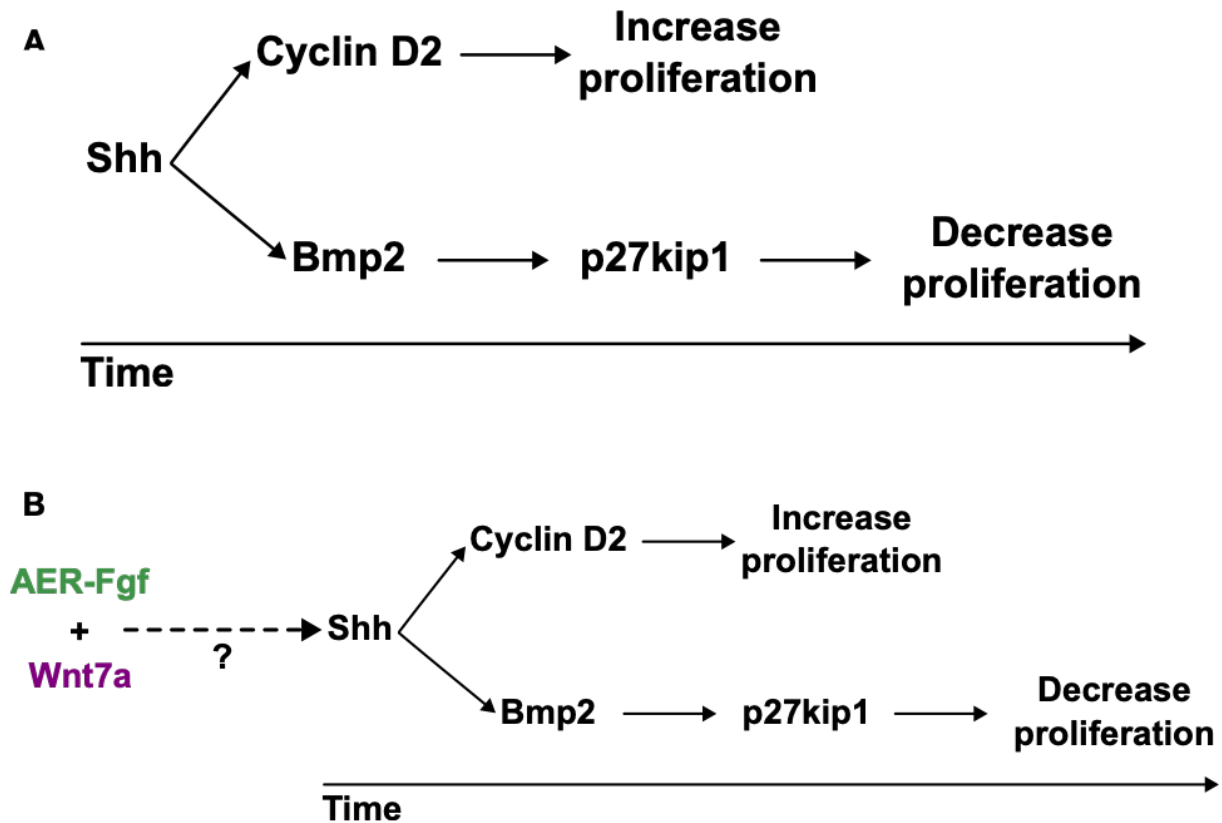 A
Cyclin D2
Increase
proliferation
Shh
Bmp2
p27kip1
Decrease
proliferation
Time
B
AER-Fgf
+
Wnt7a
?
Shh
Cyclin D2
Increase
proliferation
Bmp2
p27kip1
Decrease
proliferation
Time